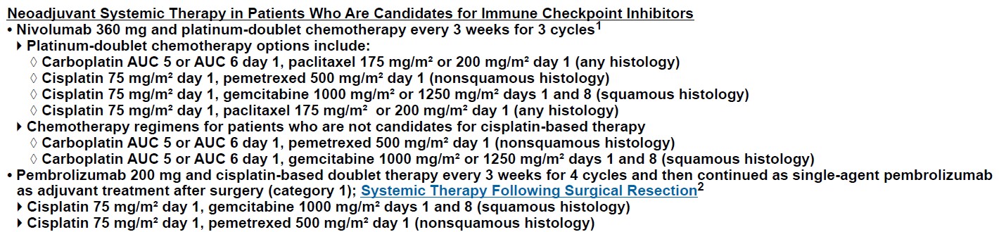 Neoadjuvant Systemic Therapy in Patients Who Are Candidates for Immune Checkpoint Inhibitors
• Nivolumab 360 mg and platinum-doublet chemotherapy every 3 weeks for 3 cycles¹
▸ Platinum-doublet chemotherapy options include:
◊ Carboplatin AUC 5 or AUC 6 day 1, paclitaxel 175 mg/m² or 200 mg/m² day 1 (any histology)
◊ Cisplatin 75 mg/m² day 1, pemetrexed 500 mg/m² day 1 (nonsquamous histology)
◊ Cisplatin 75 mg/m² day 1, gemcitabine 1000 mg/m² or 1250 mg/m² days 1 and 8 (squamous histology)
◊ Cisplatin 75 mg/m² day 1, paclitaxel 175 mg/m² or 200 mg/m² day 1 (any histology)
▸ Chemotherapy regimens for patients who are not candidates for cisplatin-based therapy
◊ Carboplatin AUC 5 or AUC 6 day 1, pemetrexed 500 mg/m² day 1 (nonsquamous histology)
◊ Carboplatin AUC 5 or AUC 6 day 1, gemcitabine 1000 mg/m² or 1250 mg/m² days 1 and 8 (squamous histology)
• Pembrolizumab 200 mg and cisplatin-based doublet therapy every 3 weeks for 4 cycles and then continued as single-agent pembrolizumab
as adjuvant treatment after surgery (category 1); Systemic Therapy Following Surgical Resection²
▸ Cisplatin 75 mg/m² day 1, gemcitabine 1000 mg/m² days 1 and 8 (squamous histology)
▸ Cisplatin 75 mg/m² day 1, pemetrexed 500 mg/m² day 1 (nonsquamous histology)